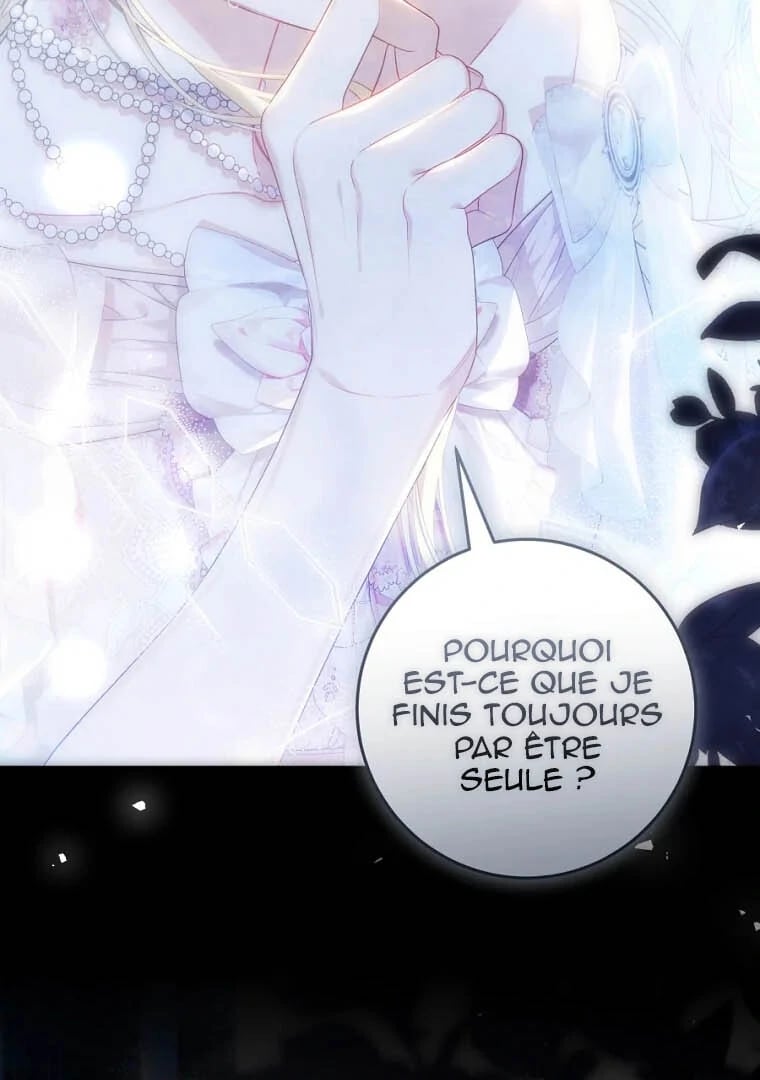 POURQUOI
EST-CE QUE JE
FINIS TOUJOURS
PAR ÊTRE
SEULE ?